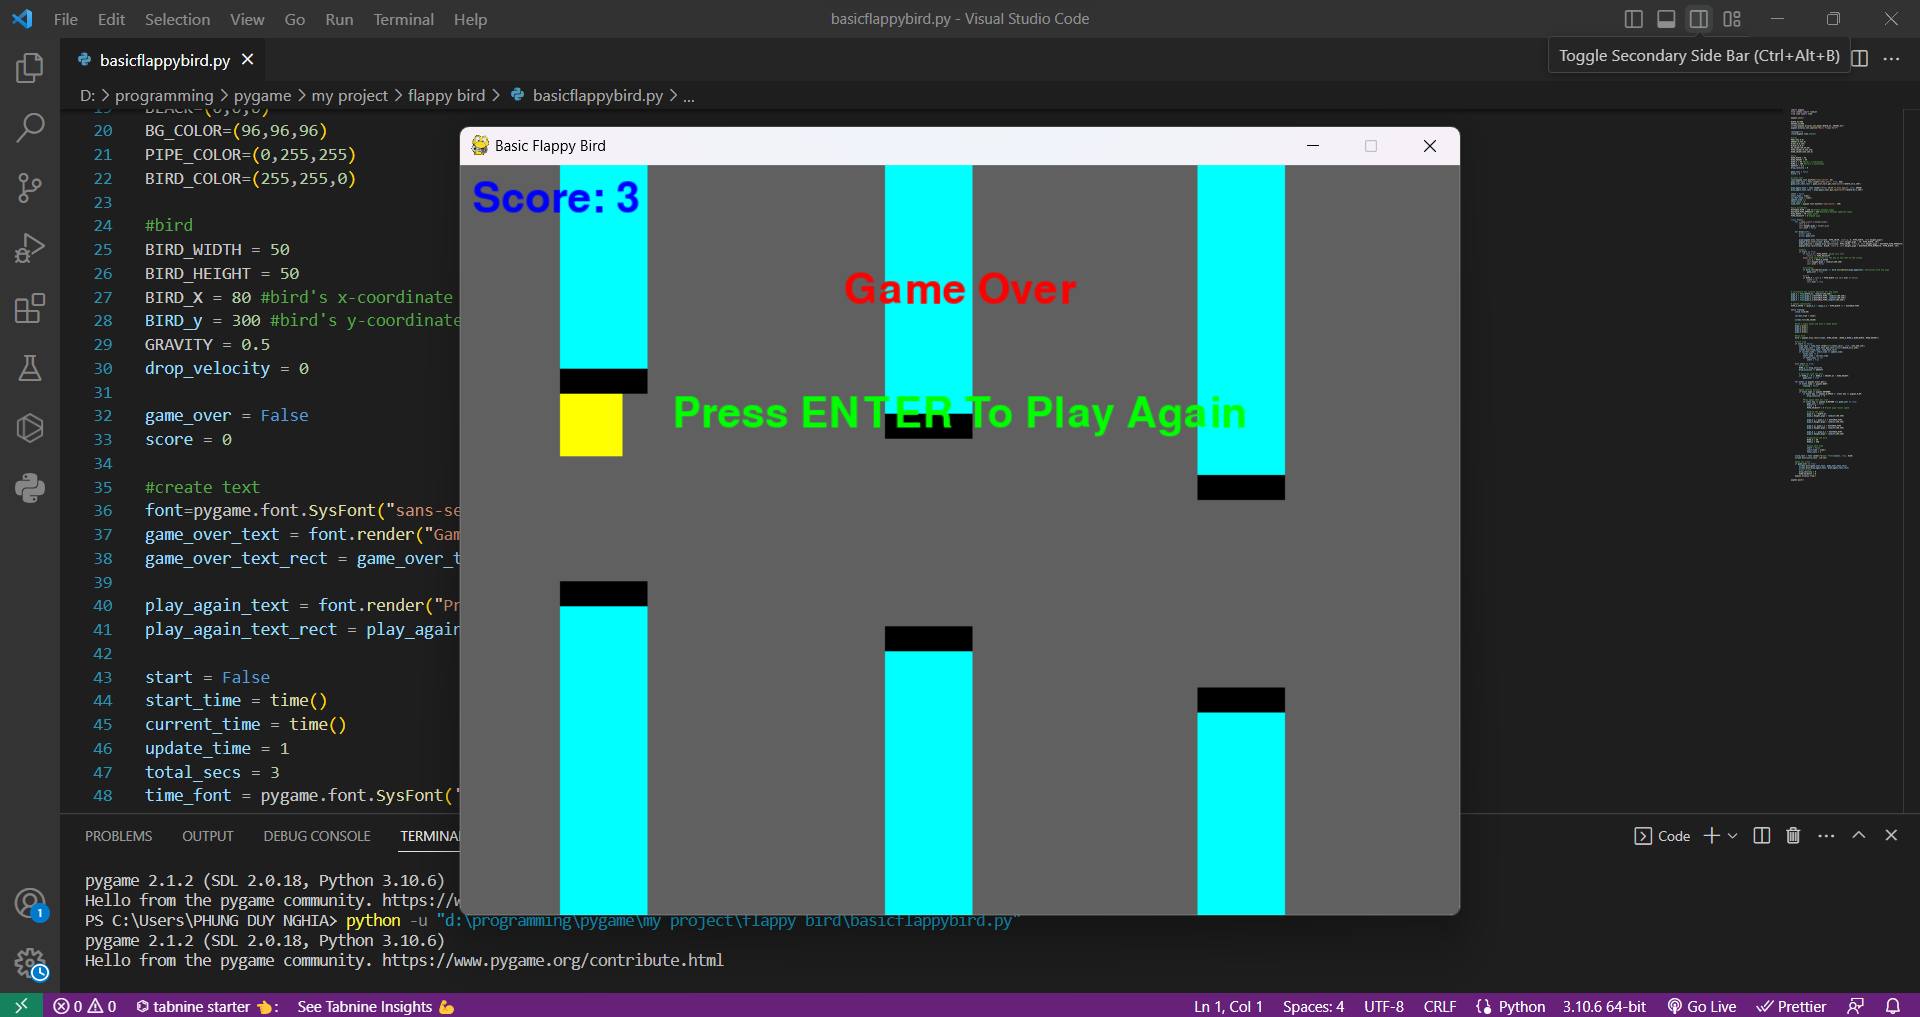 File Edit Selection View Go Run Terminal Help
basicflappybird.py - Visual Studio Code
basicflappybird.py
Toggle Secondary Side Bar (Ctrl+Alt+B)
D: > programming > pygame > my project > flappy bird > basicflappybird.py > ...
20 BG_COLOR=(96,96,96)
21 PIPE_COLOR=(0,255,255)
22 BIRD_COLOR=(255,255,0)
23
24 #bird
25 BIRD_WIDTH = 50
26 BIRD_HEIGHT = 50
27 BIRD_X = 80 #bird's x-coordinate
28 BIRD_y = 300 #bird's y-coordinate
29 GRAVITY = 0.5
30 drop_velocity = 0
31
32 game_over = False
33 score = 0
34
35 #create text
36 font=pygame.font.SysFont("sans-se
37 game_over_text = font.render("Gam
38 game_over_text_rect = game_over_t
39
40 play_again_text = font.render("Pr
41 play_again_text_rect = play_again
42
43 start = False
44 start_time = time()
45 current_time = time()
46 update_time = 1
47 total_secs = 3
48 time_font = pygame.font.SysFont('
Basic Flappy Bird
Score: 3
Game Over
Press ENTER To Play Again
PROBLEMS OUTPUT DEBUG CONSOLE TERMINA
Code
pygame 2.1.2 (SDL 2.0.18, Python 3.10.6)
Hello from the pygame community. https://w
PS C:\Users\PHUNG DUY NGHIA> python -u "d:\programming\pygame\my project\flappy bird\basicflappybird.py"
pygame 2.1.2 (SDL 2.0.18, Python 3.10.6)
Hello from the pygame community. https://www.pygame.org/contribute.html
1
0 0 tabnine starter 👈: See Tabnine Insights 💪
Ln 1, Col 1 Spaces: 4 UTF-8 CRLF Python 3.10.6 64-bit Go Live Prettier